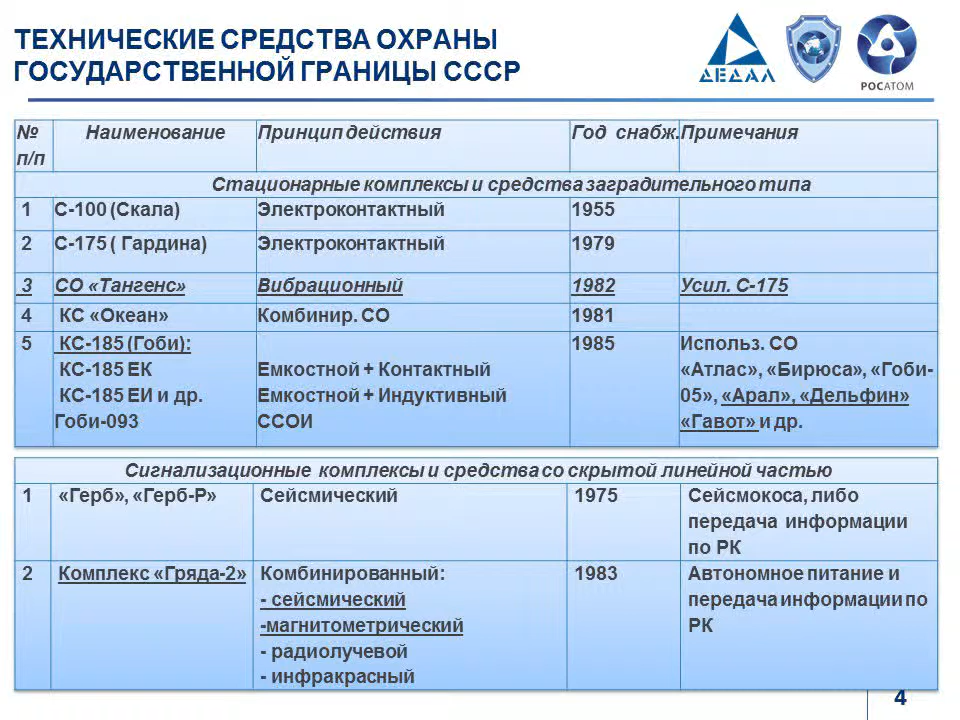 ТЕХНИЧЕСКИЕ СРЕДСТВА ОХРАНЫ
ГОСУДАРСТВЕННОЙ ГРАНИЦЫ СССР
ДЕДАЛ
РОСАТОМ
№ п/п Наименование Принцип действия Год снабж. Примечания
Стационарные комплексы и средства заградительного типа
1 С-100 (Скала) Электроконтактный 1955
2 С-175 ( Гардина) Электроконтактный 1979
3 СО «Тангенс» Вибрационный 1982 Усил. С-175
4 КС «Океан» Комбинир. СО 1981
5 КС-185 (Гоби): 1985 Использ. СО
КС-185 ЕК Емкостной + Контактный «Атлас», «Бирюса», «Гоби-
КС-185 ЕИ и др. Емкостной + Индуктивный 05», «Арал», «Дельфин»
Гоби-093 ССОИ «Гавот» и др.
Сигнализационные комплексы и средства со скрытой линейной частью
1 «Герб», «Герб-Р» Сейсмический 1975 Сейсмокоса, либо
передача информации
по РК
2 Комплекс «Гряда-2» Комбинированный: 1983 Автономное питание и
- сейсмический передача информации по
-магнитометрический РК
- радиолучевой
- инфракрасный
4